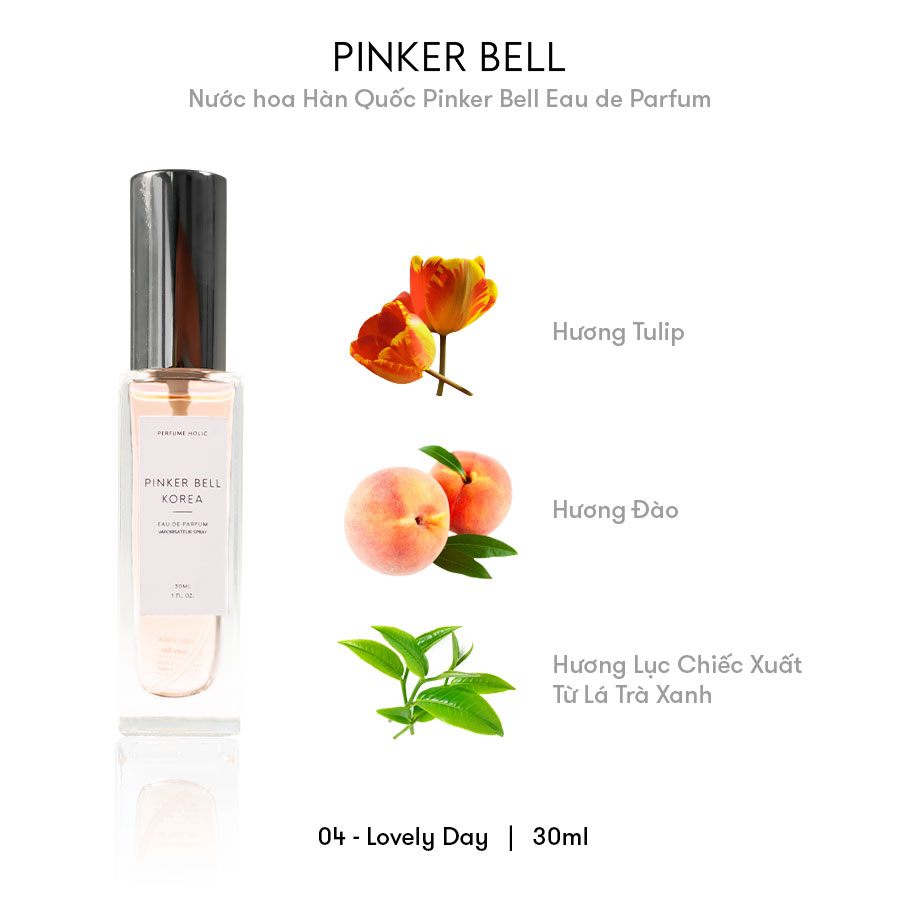 PINKER BELL
Nước hoa Hàn Quốc Pinker Bell Eau de Parfum
PERFUME HOLIC
PINKER BELL
KOREA
EAU DE PARFUM
VAPORISATEUR SPRAY
30ML
1 FL. OZ.
Hương Tulip
Hương Đào
Hương Lục Chiếc Xuất
Từ Lá Trà Xanh
04 - Lovely Day | 30ml